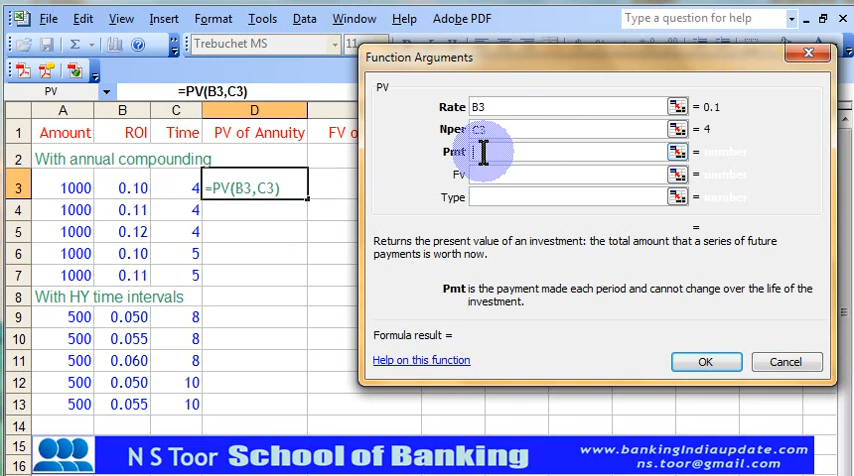 File Edit View Insert Format Tools Data Window Help Adobe PDF Type a question for help
Trebuchet MS 11
Function Arguments
PV =PV(B3,C3)
PV
Rate B3 = 0.1
Nper C3 = 4
Pmt = number
Fv = number
Type = number
=
Returns the present value of an investment: the total amount that a series of future
payments is worth now.
Pmt is the payment made each period and cannot change over the life of the
investment.
Formula result =
Help on this function OK Cancel
A B C D
1 Amount ROI Time PV of Annuity FV o
2 With annual compounding
3 1000 0.10 4 =PV(B3,C3)
4 1000 0.11 4
5 1000 0.12 4
6 1000 0.10 5
7 1000 0.11 5
8 With HY time intervals
9 500 0.050 8
10 500 0.055 8
11 500 0.060 8
12 500 0.050 10
13 500 0.055 10
14
15
16
N S Toor School of Banking
www.bankingIndiaupdate.com
ns.toor@gmail.com